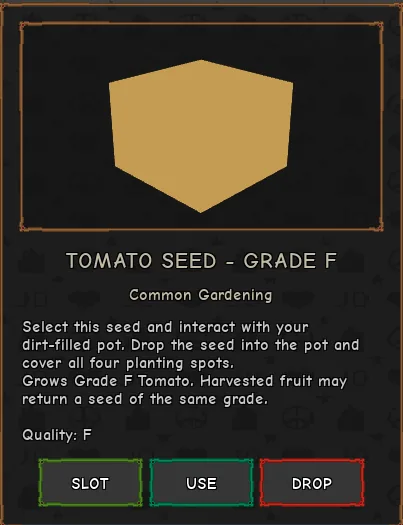 TOMATO SEED - GRADE F
Common Gardening
Select this seed and interact with your
dirt-filled pot. Drop the seed into the pot and
cover all four planting spots.
Grows Grade F Tomato. Harvested fruit may
return a seed of the same grade.
Quality: F
SLOT
USE
DROP